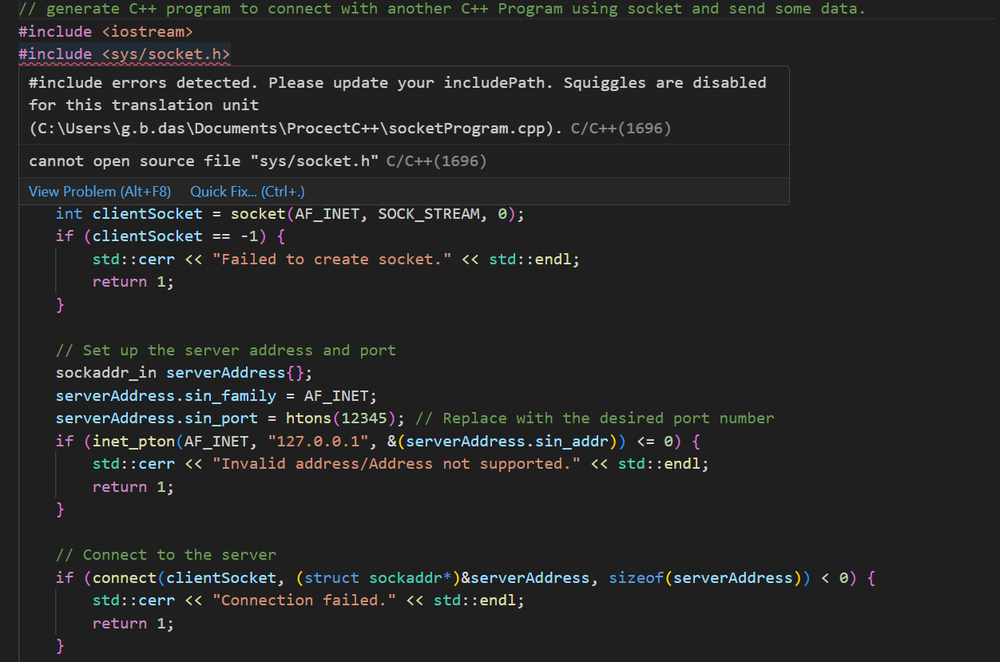 // generate C++ program to connect with another C++ Program using socket and send some data.
#include <iostream>
#include <sys/socket.h>
#include errors detected. Please update your includePath. Squiggles are disabled
for this translation unit
(C:\Users\g.b.das\Documents\ProcectC++\socketProgram.cpp). C/C++(1696)
cannot open source file "sys/socket.h" C/C++(1696)
View Problem (Alt+F8) Quick Fix... (Ctrl+.)
int clientSocket = socket(AF_INET, SOCK_STREAM, 0);
if (clientSocket == -1) {
std::cerr << "Failed to create socket." << std::endl;
return 1;
}
// Set up the server address and port
sockaddr_in serverAddress{};
serverAddress.sin_family = AF_INET;
serverAddress.sin_port = htons(12345); // Replace with the desired port number
if (inet_pton(AF_INET, "127.0.0.1", &(serverAddress.sin_addr)) <= 0) {
std::cerr << "Invalid address/Address not supported." << std::endl;
return 1;
}
// Connect to the server
if (connect(clientSocket, (struct sockaddr*)&serverAddress, sizeof(serverAddress)) < 0) {
std::cerr << "Connection failed." << std::endl;
return 1;
}